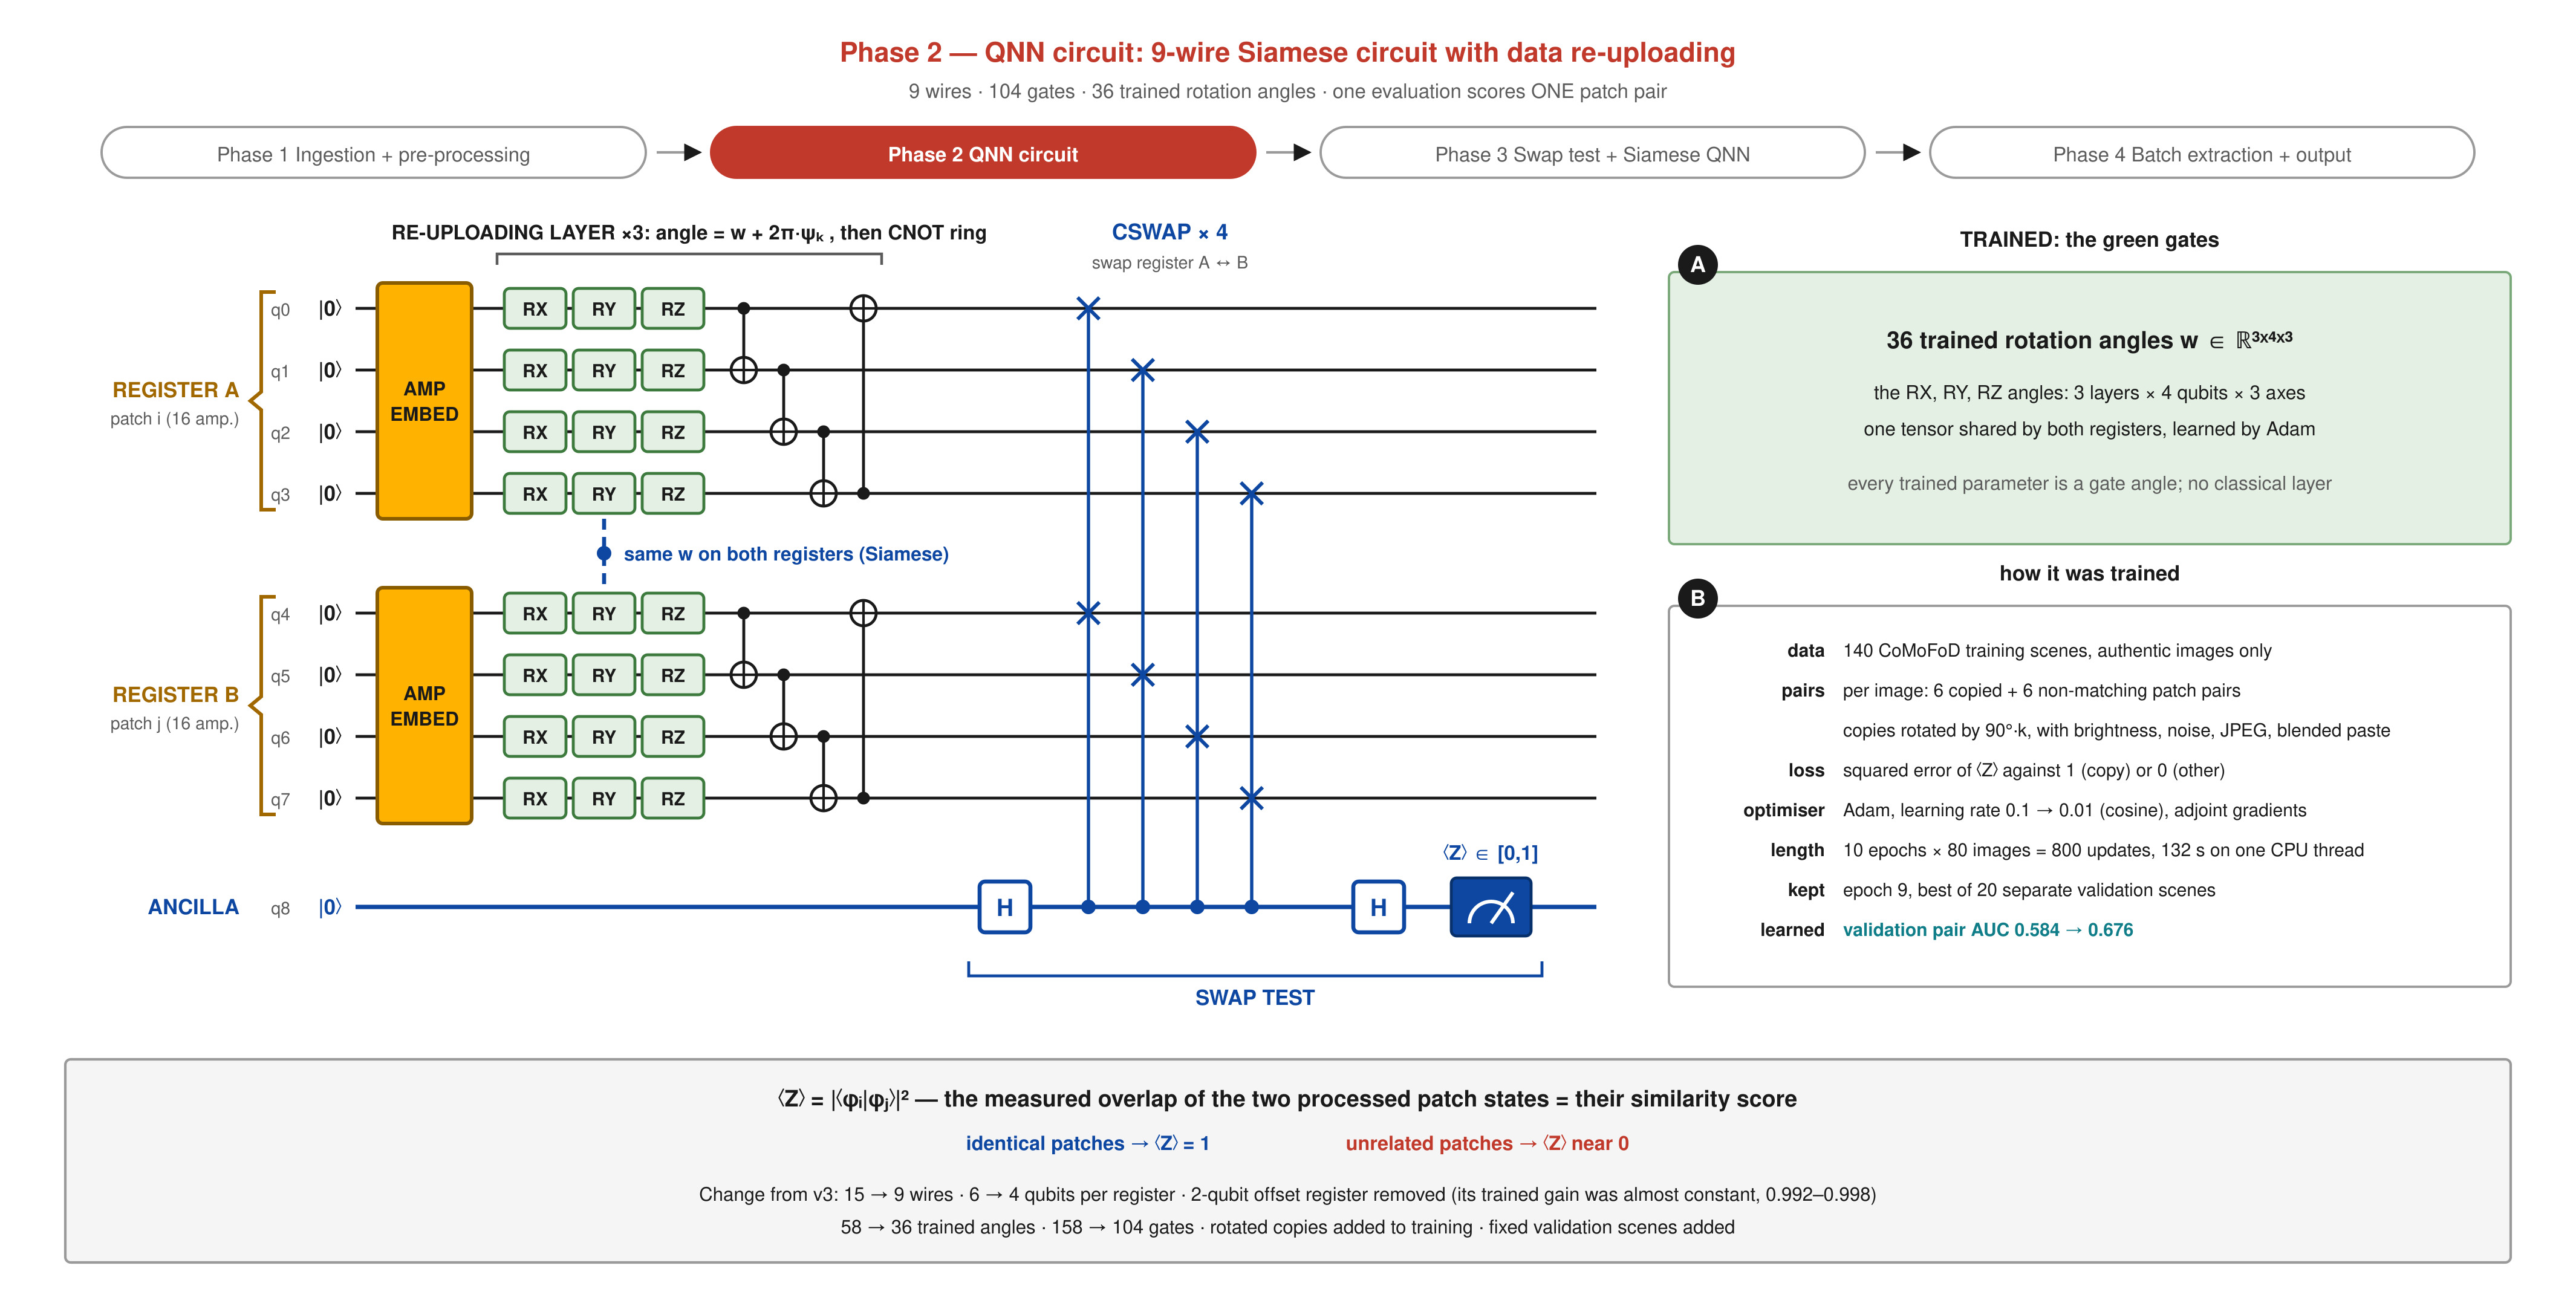 Phase 2 — QNN circuit: 9-wire Siamese circuit with data re-uploading
9 wires · 104 gates · 36 trained rotation angles · one evaluation scores ONE patch pair
Phase 1 Ingestion + pre-processing
Phase 2 QNN circuit
Phase 3 Swap test + Siamese QNN
Phase 4 Batch extraction + output
RE-UPLOADING LAYER ×3: angle = w + 2π·ψₖ , then CNOT ring
CSWAP × 4
swap register A ↔ B
REGISTER A
patch i (16 amp.)
q0 |0⟩
q1 |0⟩
q2 |0⟩
q3 |0⟩
AMP
EMBED
RX RY RZ
RX RY RZ
RX RY RZ
RX RY RZ
same w on both registers (Siamese)
REGISTER B
patch j (16 amp.)
q4 |0⟩
q5 |0⟩
q6 |0⟩
q7 |0⟩
AMP
EMBED
RX RY RZ
RX RY RZ
RX RY RZ
RX RY RZ
⟨Z⟩ ∈ [0,1]
ANCILLA q8 |0⟩ H H
SWAP TEST
TRAINED: the green gates
A
36 trained rotation angles w ∈ ℝ³ˣ⁴ˣ³
the RX, RY, RZ angles: 3 layers × 4 qubits × 3 axes
one tensor shared by both registers, learned by Adam
every trained parameter is a gate angle; no classical layer
how it was trained
B
data 140 CoMoFoD training scenes, authentic images only
pairs per image: 6 copied + 6 non-matching patch pairs
copies rotated by 90°·k, with brightness, noise, JPEG, blended paste
loss squared error of ⟨Z⟩ against 1 (copy) or 0 (other)
optimiser Adam, learning rate 0.1 → 0.01 (cosine), adjoint gradients
length 10 epochs × 80 images = 800 updates, 132 s on one CPU thread
kept epoch 9, best of 20 separate validation scenes
learned validation pair AUC 0.584 → 0.676
⟨Z⟩ = |⟨φᵢ|φⱼ⟩|² — the measured overlap of the two processed patch states = their similarity score
identical patches → ⟨Z⟩ = 1
unrelated patches → ⟨Z⟩ near 0
Change from v3: 15 → 9 wires · 6 → 4 qubits per register · 2-qubit offset register removed (its trained gain was almost constant, 0.992–0.998)
58 → 36 trained angles · 158 → 104 gates · rotated copies added to training · fixed validation scenes added